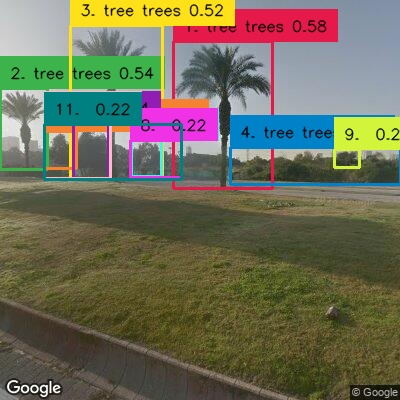 3. tree trees 0.52
1. tree trees 0.58
2. tree trees 0.54
11. 0.22
8. 0.22
4. tree trees
9. 0.2
Google
© Google